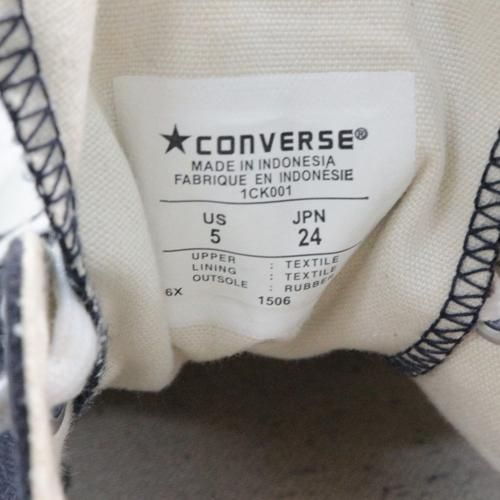 ★CONVERSE®
MADE IN INDONESIA
FABRIQUE EN INDONÉSIE
1CK001
US JPN
5 24
UPPER : TEXTILE
LINING : TEXTILE
OUTSOLE : RUBBER
6X 1506